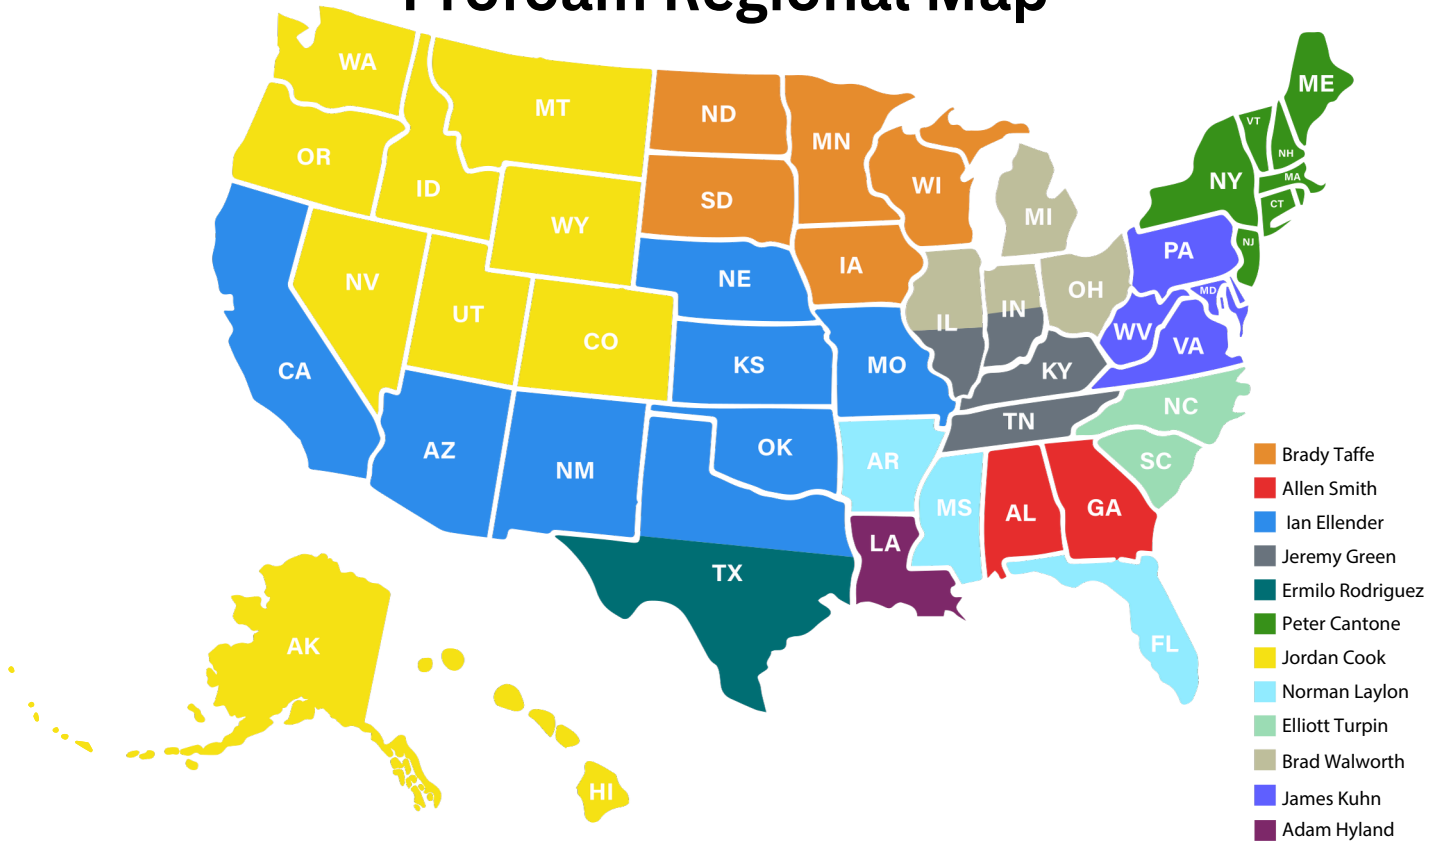 Profoam Regional Map
WA
MT
ND
MN
ME
VT
NH
OR
ID
SD
WI
NY
MA
CT
WY
MI
NJ
PA
NV
UT
NE
IA
OH
MD
CO
IL
IN
WV
VA
CA
KS
MO
KY
NC
TN
AZ
NM
OK
AR
SC
MS
AL
GA
LA
TX
FL
AK
HI
Brady Taffe
Allen Smith
Ian Ellender
Jeremy Green
Ermilo Rodriguez
Peter Cantone
Jordan Cook
Norman Laylon
Elliott Turpin
Brad Walworth
James Kuhn
Adam Hyland